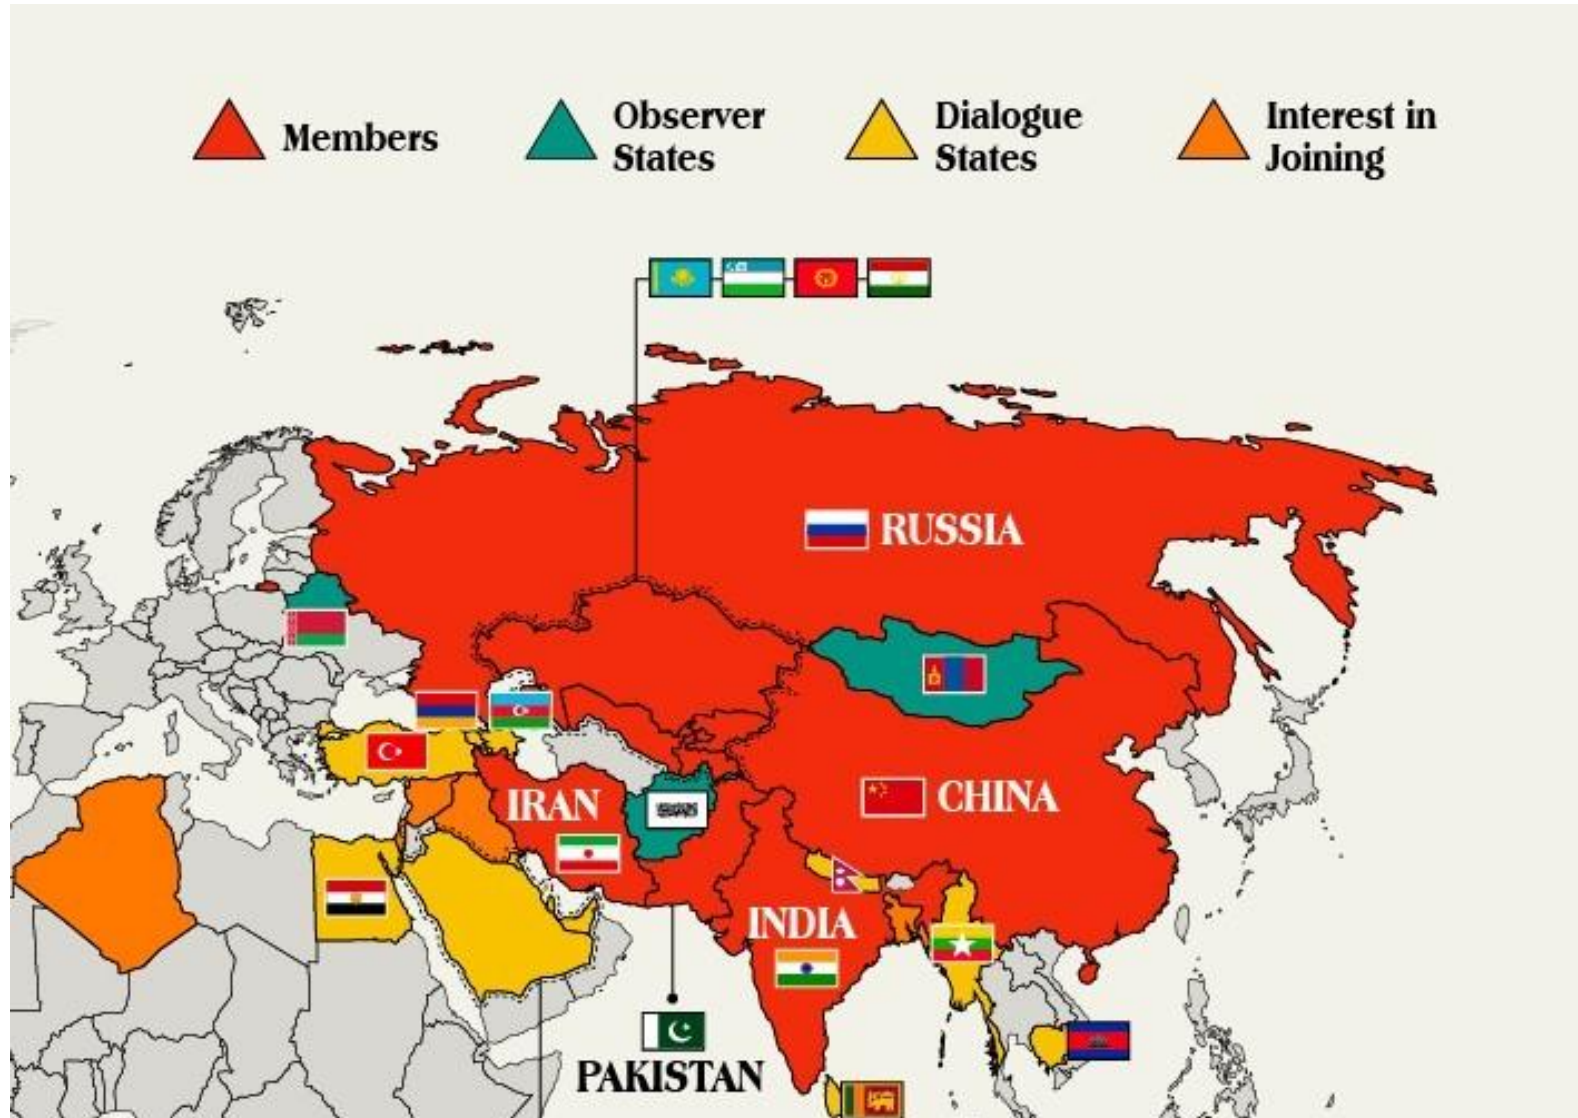 Members
Observer
States
Dialogue
States
Interest in
Joining
RUSSIA
CHINA
IRAN
INDIA
PAKISTAN